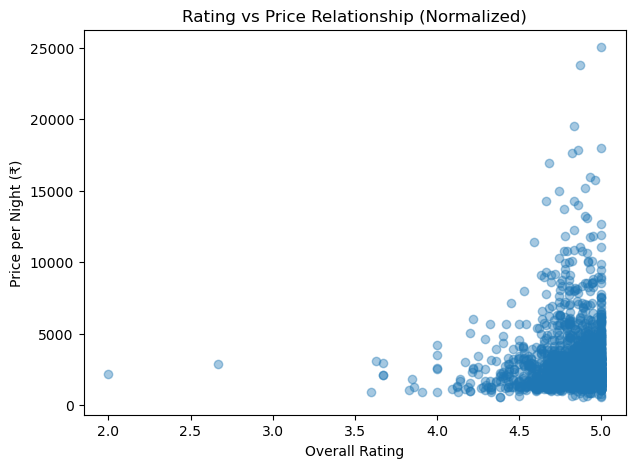 Rating vs Price Relationship (Normalized)
Price per Night (₹)
25000
20000
15000
10000
5000
0
2.0 2.5 3.0 3.5 4.0 4.5 5.0
Overall Rating